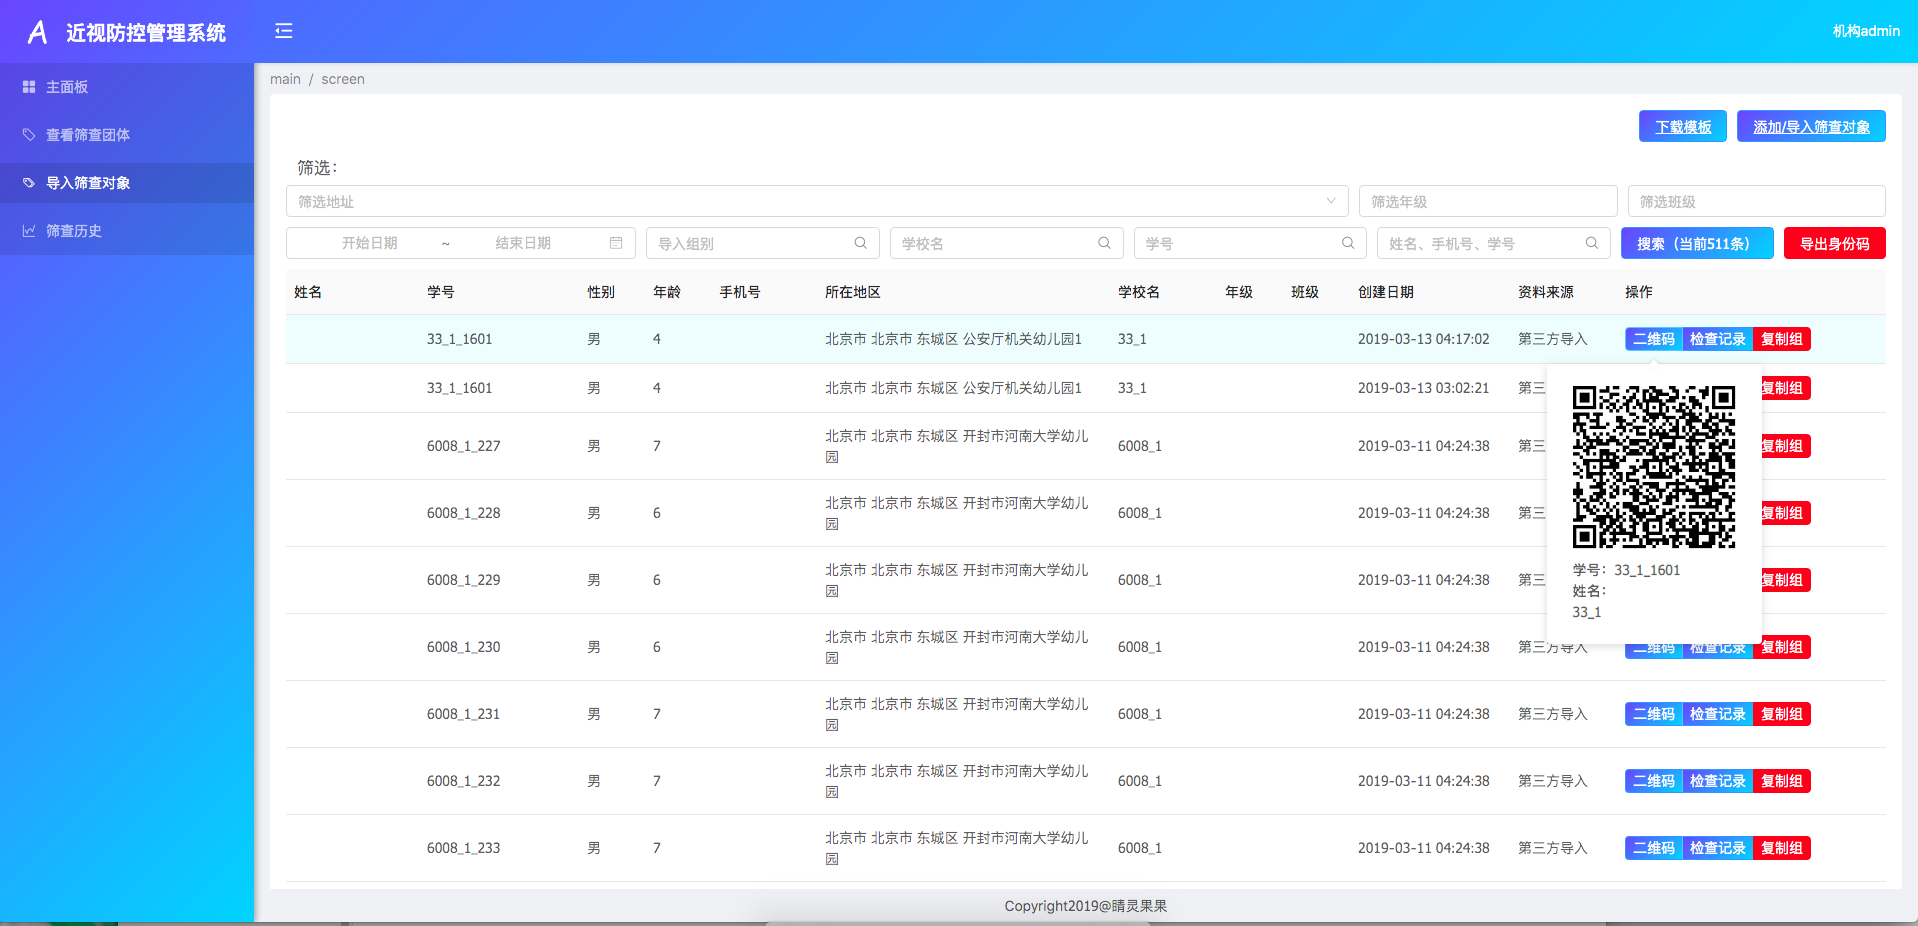 近视防控管理系统
机构admin
主面板
查看筛查团体
导入筛查对象
筛查历史
main / screen
下载模板 添加/导入筛查对象
筛选：
筛选地址 筛选年级 筛选班级
开始日期 ~ 结束日期 导入组别 学校名 学号 姓名、手机号、学号 搜索（当前511条） 导出身份码
姓名 学号 性别 年龄 手机号 所在地区 学校名 年级 班级 创建日期 资料来源 操作
33_1_1601 男 4 北京市 北京市 东城区 公安厅机关幼儿园1 33_1 2019-03-13 04:17:02 第三方导入 二维码 检查记录 复制组
33_1_1601 男 4 北京市 北京市 东城区 公安厅机关幼儿园1 33_1 2019-03-13 03:02:21 第三 复制组
6008_1_227 男 7 北京市 北京市 东城区 开封市河南大学幼儿
园 6008_1 2019-03-11 04:24:38 第三 复制组
6008_1_228 男 6 北京市 北京市 东城区 开封市河南大学幼儿
园 6008_1 2019-03-11 04:24:38 第三 复制组
6008_1_229 男 6 北京市 北京市 东城区 开封市河南大学幼儿
园 6008_1 2019-03-11 04:24:38 第三 复制组
学号：33_1_1601
姓名：
33_1
6008_1_230 男 6 北京市 北京市 东城区 开封市河南大学幼儿
园 6008_1 2019-03-11 04:24:38 第三方导入 二维码 检查记录 复制组
6008_1_231 男 7 北京市 北京市 东城区 开封市河南大学幼儿
园 6008_1 2019-03-11 04:24:38 第三方导入 二维码 检查记录 复制组
6008_1_232 男 7 北京市 北京市 东城区 开封市河南大学幼儿
园 6008_1 2019-03-11 04:24:38 第三方导入 二维码 检查记录 复制组
6008_1_233 男 7 北京市 北京市 东城区 开封市河南大学幼儿
园 6008_1 2019-03-11 04:24:38 第三方导入 二维码 检查记录 复制组
Copyright2019@睛灵果果